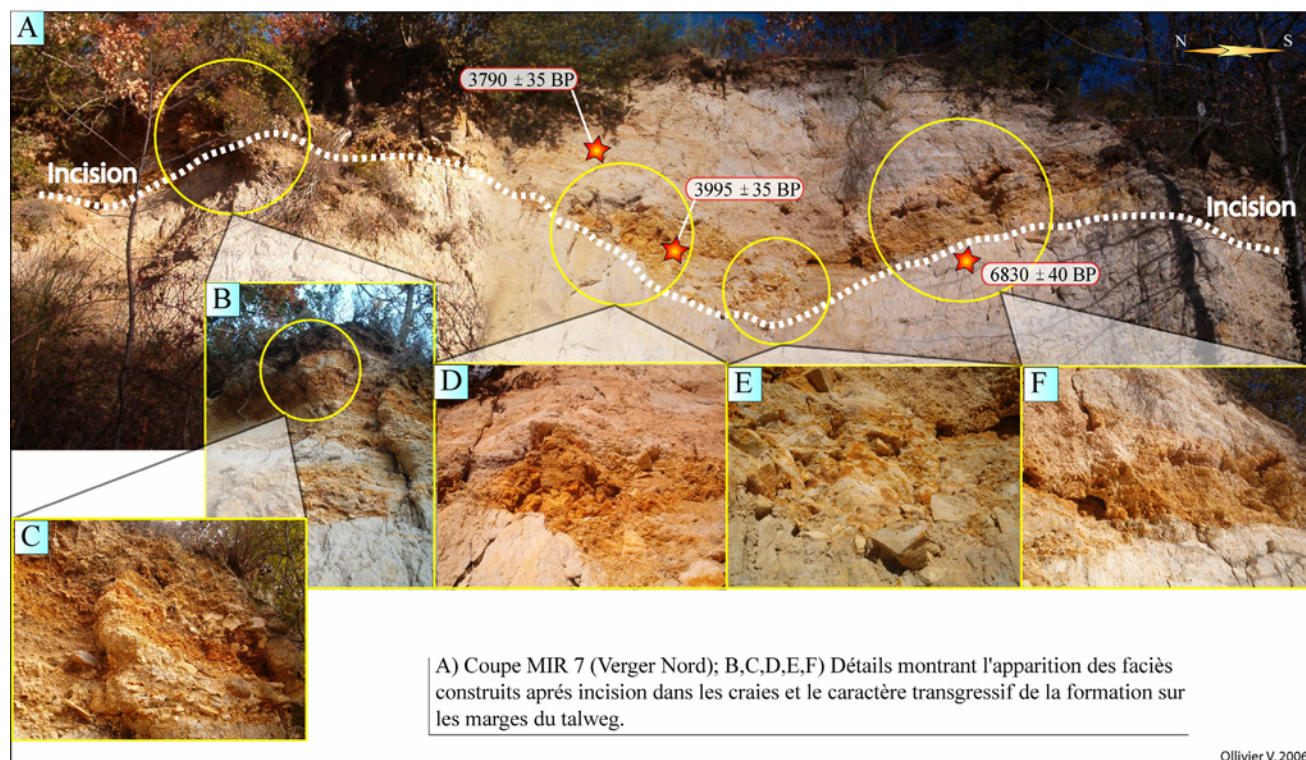 A
N S
3790 ± 35 BP
Incision
3995 ± 35 BP
Incision
6830 ± 40 BP
B
D
E
F
C
A) Coupe MIR 7 (Verger Nord); B,C,D,E,F) Détails montrant l'apparition des faciès
construits aprés incision dans les craies et le caractère transgressif de la formation sur
les marges du talweg.
Ollivier V. 2006